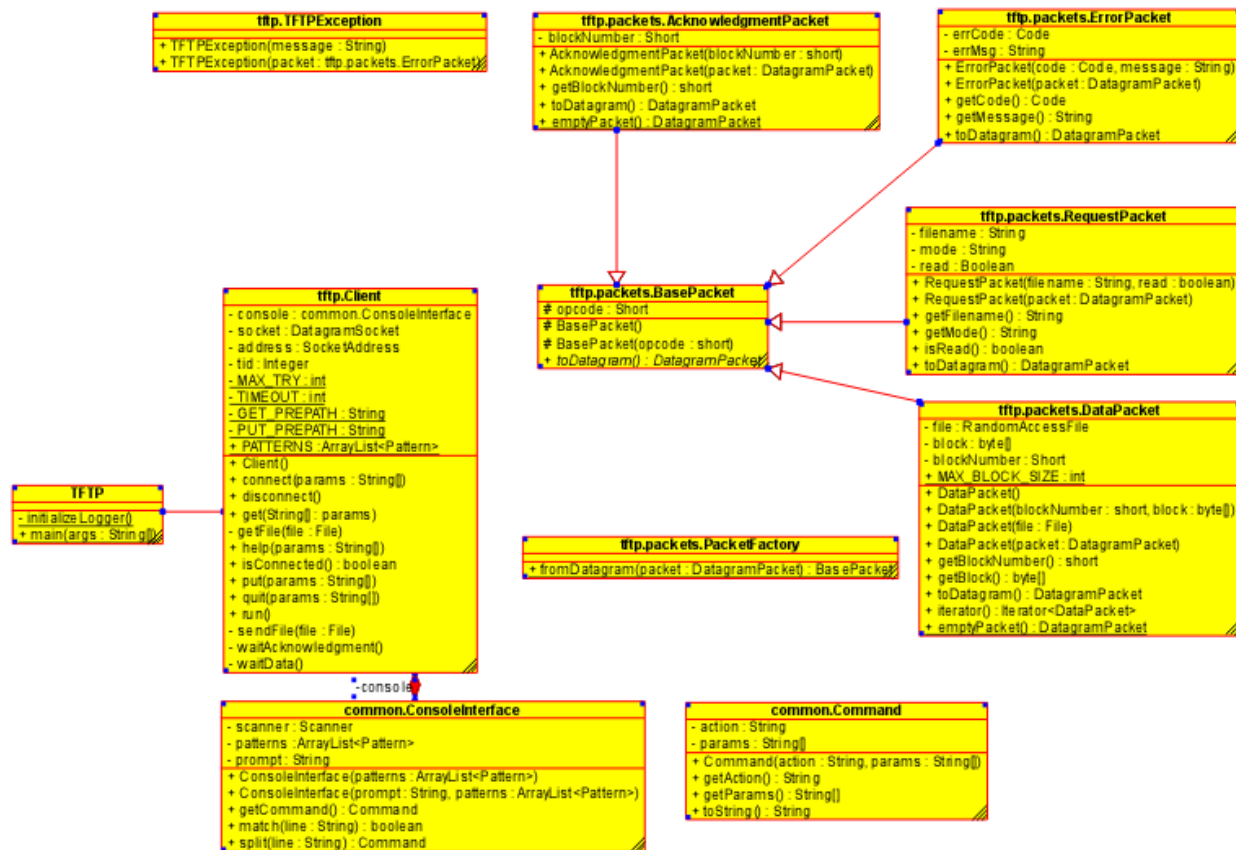 tftp.TFTPException
+ TFTPException(message : String)
+ TFTPException(packet : tftp.packets.ErrorPacket)
tftp.packets.AcknowledgmentPacket
- blockNumber : Short
+ AcknowledgmentPacket(blockNumber : short)
+ AcknowledgmentPacket(packet : DatagramPacket)
+ getBlockNumber() : short
+ toDatagram() : DatagramPacket
+ emptyPacket() : DatagramPacket
tftp.packets.ErrorPacket
- errCode : Code
- errMsg : String
+ ErrorPacket(code : Code, message : String)
+ ErrorPacket(packet : DatagramPacket)
+ getCode() : Code
+ getMessage() : String
+ toDatagram() : DatagramPacket
tftp.packets.RequestPacket
- filename : String
- mode : String
- read : Boolean
+ RequestPacket(filename : String, read : boolean)
+ RequestPacket(packet : DatagramPacket)
+ getFilename() : String
+ getMode() : String
+ isRead() : boolean
+ toDatagram() : DatagramPacket
tftp.packets.BasePacket
# opcode : Short
# BasePacket()
# BasePacket(opcode : short)
+ toDatagram() : DatagramPacket
tftp.Client
- console : common.ConsoleInterface
- socket : DatagramSocket
- address : SocketAddress
- tid : Integer
- MAX_TRY : int
- TIMEOUT : int
- GET_PREPATH : String
- PUT_PREPATH : String
+ PATTERNS : ArrayList<Pattern>
+ Client()
+ connect(params : String[])
+ disconnect()
+ get(String[] : params)
- getFile(file : File)
+ help(params : String[])
+ isConnected() : boolean
+ put(params : String[])
+ quit(params : String[])
+ run()
- sendFile(file : File)
- waitAcknowledgment()
- waitData()
tftp.packets.DataPacket
- file : RandomAccessFile
- block : byte[]
- blockNumber : Short
+ MAX_BLOCK_SIZE : int
+ DataPacket()
+ DataPacket(blockNumber : short, block : byte[])
+ DataPacket(file : File)
+ DataPacket(packet : DatagramPacket)
+ getBlockNumber() : short
+ getBlock() : byte[]
+ toDatagram() : DatagramPacket
+ iterator() : Iterator<DataPacket>
+ emptyPacket() : DatagramPacket
TFTP
- initializeLogger()
+ main(args : String[])
tftp.packets.PacketFactory
+ fromDatagram(packet : DatagramPacket) : BasePacket
-console
common.ConsoleInterface
- scanner : Scanner
- patterns : ArrayList<Pattern>
- prompt : String
+ ConsoleInterface(patterns : ArrayList<Pattern>)
+ ConsoleInterface(prompt : String, patterns : ArrayList<Pattern>)
+ getCommand() : Command
+ match(line : String) : boolean
+ split(line : String) : Command
common.Command
- action : String
- params : String[]
+ Command(action : String, params : String[])
+ getAction() : String
+ getParams() : String[]
+ toString() : String